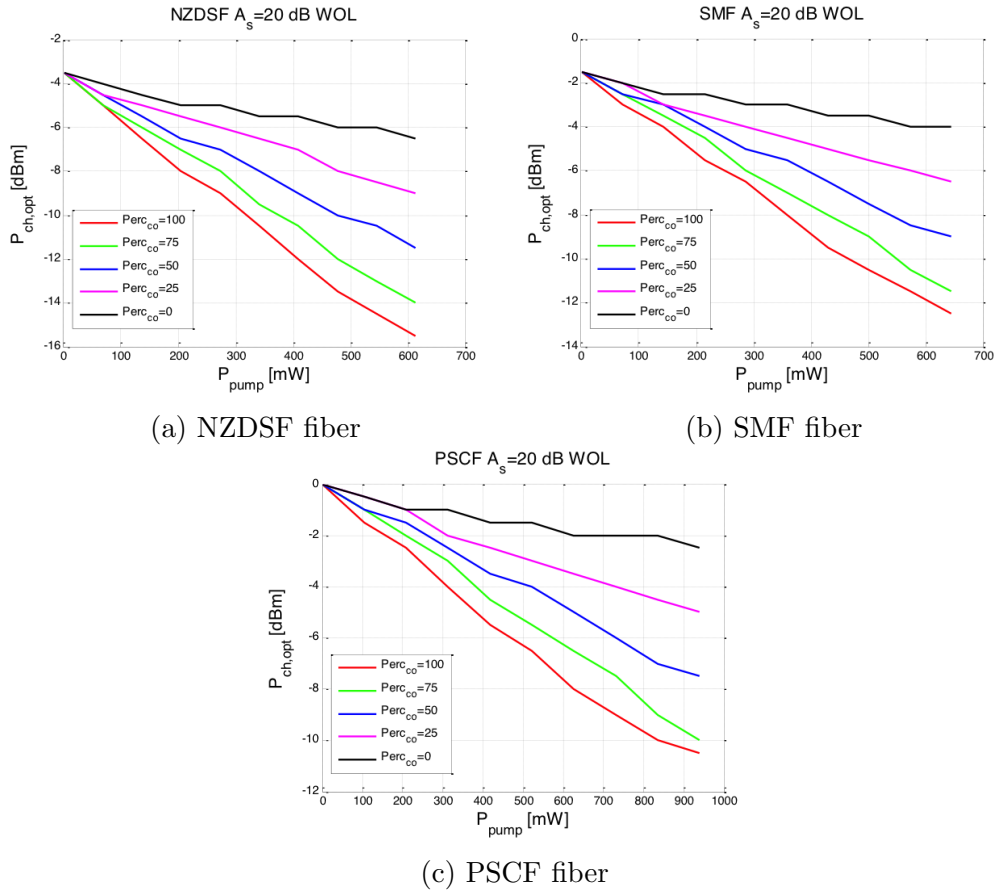 NZDSF A_s=20 dB WOL
P_ch,opt [dBm]
-2
-4
-6
-8
-10
-12
-14
-16
Perc_co=100
Perc_co=75
Perc_co=50
Perc_co=25
Perc_co=0
0 100 200 300 400 500 600 700
P_pump [mW]
(a) NZDSF fiber
SMF A_s=20 dB WOL
P_ch,opt [dBm]
0
-2
-4
-6
-8
-10
-12
-14
Perc_co=100
Perc_co=75
Perc_co=50
Perc_co=25
Perc_co=0
0 100 200 300 400 500 600 700
P_pump [mW]
(b) SMF fiber
PSCF A_s=20 dB WOL
P_ch,opt [dBm]
0
-2
-4
-6
-8
-10
-12
Perc_co=100
Perc_co=75
Perc_co=50
Perc_co=25
Perc_co=0
0 100 200 300 400 500 600 700 800 900 1000
P_pump [mW]
(c) PSCF fiber